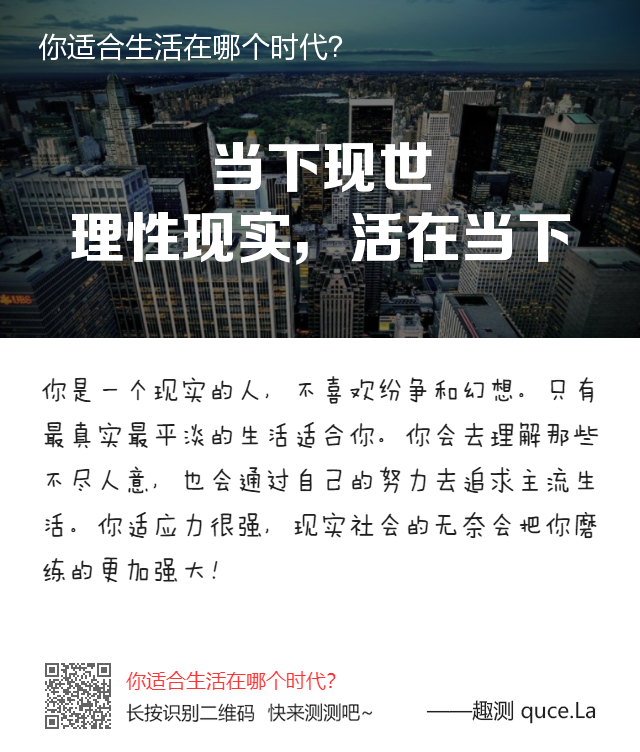 你适合生活在哪个时代?
当下现世
理性现实，活在当下
UBS
你是一个现实的人，不喜欢纷争和幻想。只有
最真实最平淡的生活适合你。你会去理解那些
不尽人意，也会通过自己的努力去追求主流生
活。你适应力很强，现实社会的无奈会把你磨
练的更加强大！
你适合生活在哪个时代?
长按识别二维码 快来测测吧~
——趣测 quce.La